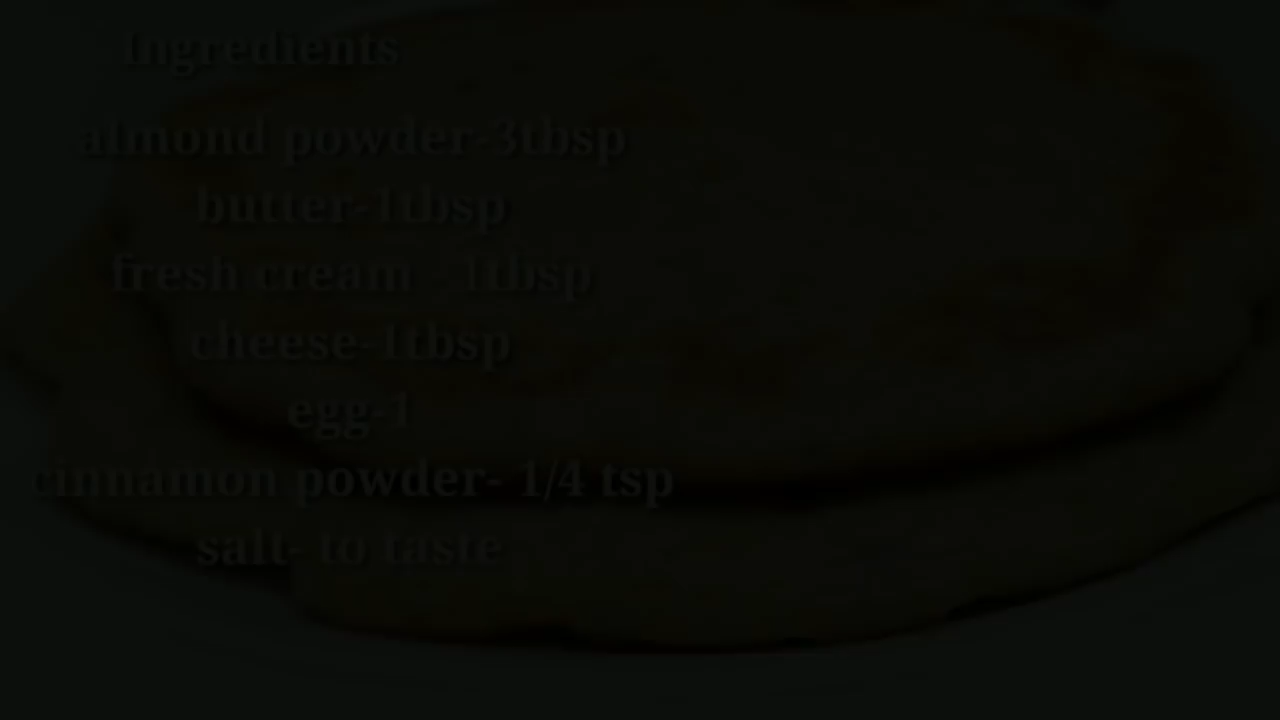 Ingredients
almond powder-3tbsp
butter-1tbsp
fresh cream - 1tbsp
cheese-1tbsp
egg-1
cinnamon powder- 1/4 tsp
salt- to taste